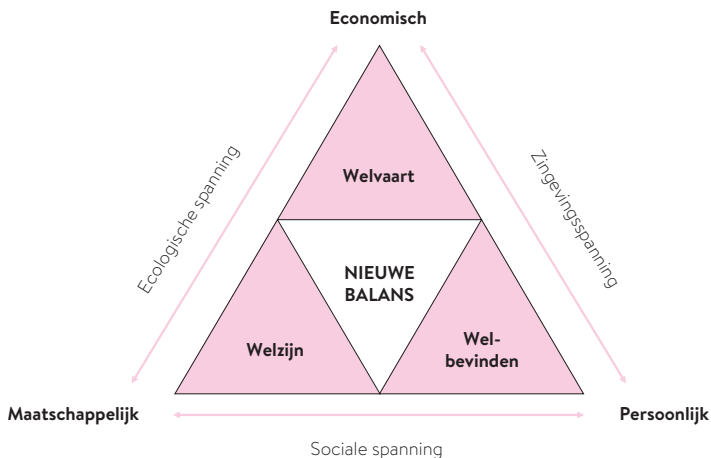 Economisch
Ecologische spanning
Zingevingsspanning
Welvaart
NIEUWE
BALANS
Welzijn
Wel-
bevinden
Maatschappelijk
Persoonlijk
Sociale spanning